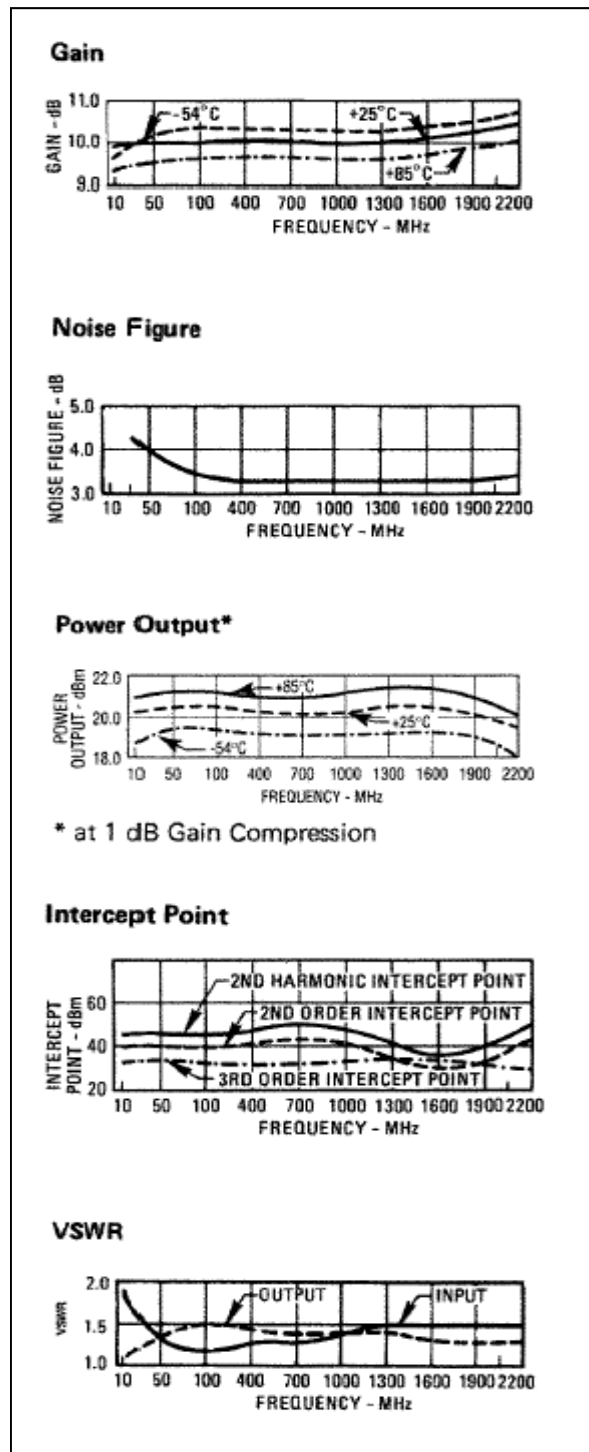 Gain
GAIN - dB
11.0
10.0
9.0
-54°C
+25°C
+85°C
10 50 100 400 700 1000 1300 1600 1900 2200
FREQUENCY - MHz
Noise Figure
NOISE FIGURE - dB
5.0
4.0
3.0
10 50 100 400 700 1000 1300 1600 1900 2200
FREQUENCY - MHz
Power Output*
POWER
OUTPUT - dBm
22.0
20.0
18.0
+85°C
+25°C
-54°C
10 50 100 400 700 1000 1300 1600 2200
FREQUENCY - MHz
* at 1 dB Gain Compression
Intercept Point
INTERCEPT
POINT - dBm
60
40
20
2ND HARMONIC INTERCEPT POINT
2ND ORDER INTERCEPT POINT
3RD ORDER INTERCEPT POINT
10 50 100 400 700 1000 1300 1600 1900 2200
FREQUENCY - MHz
VSWR
VSWR
2.0
1.5
1.0
OUTPUT
INPUT
10 50 100 400 700 1000 1300 1600 1900 2200
FREQUENCY - MHz